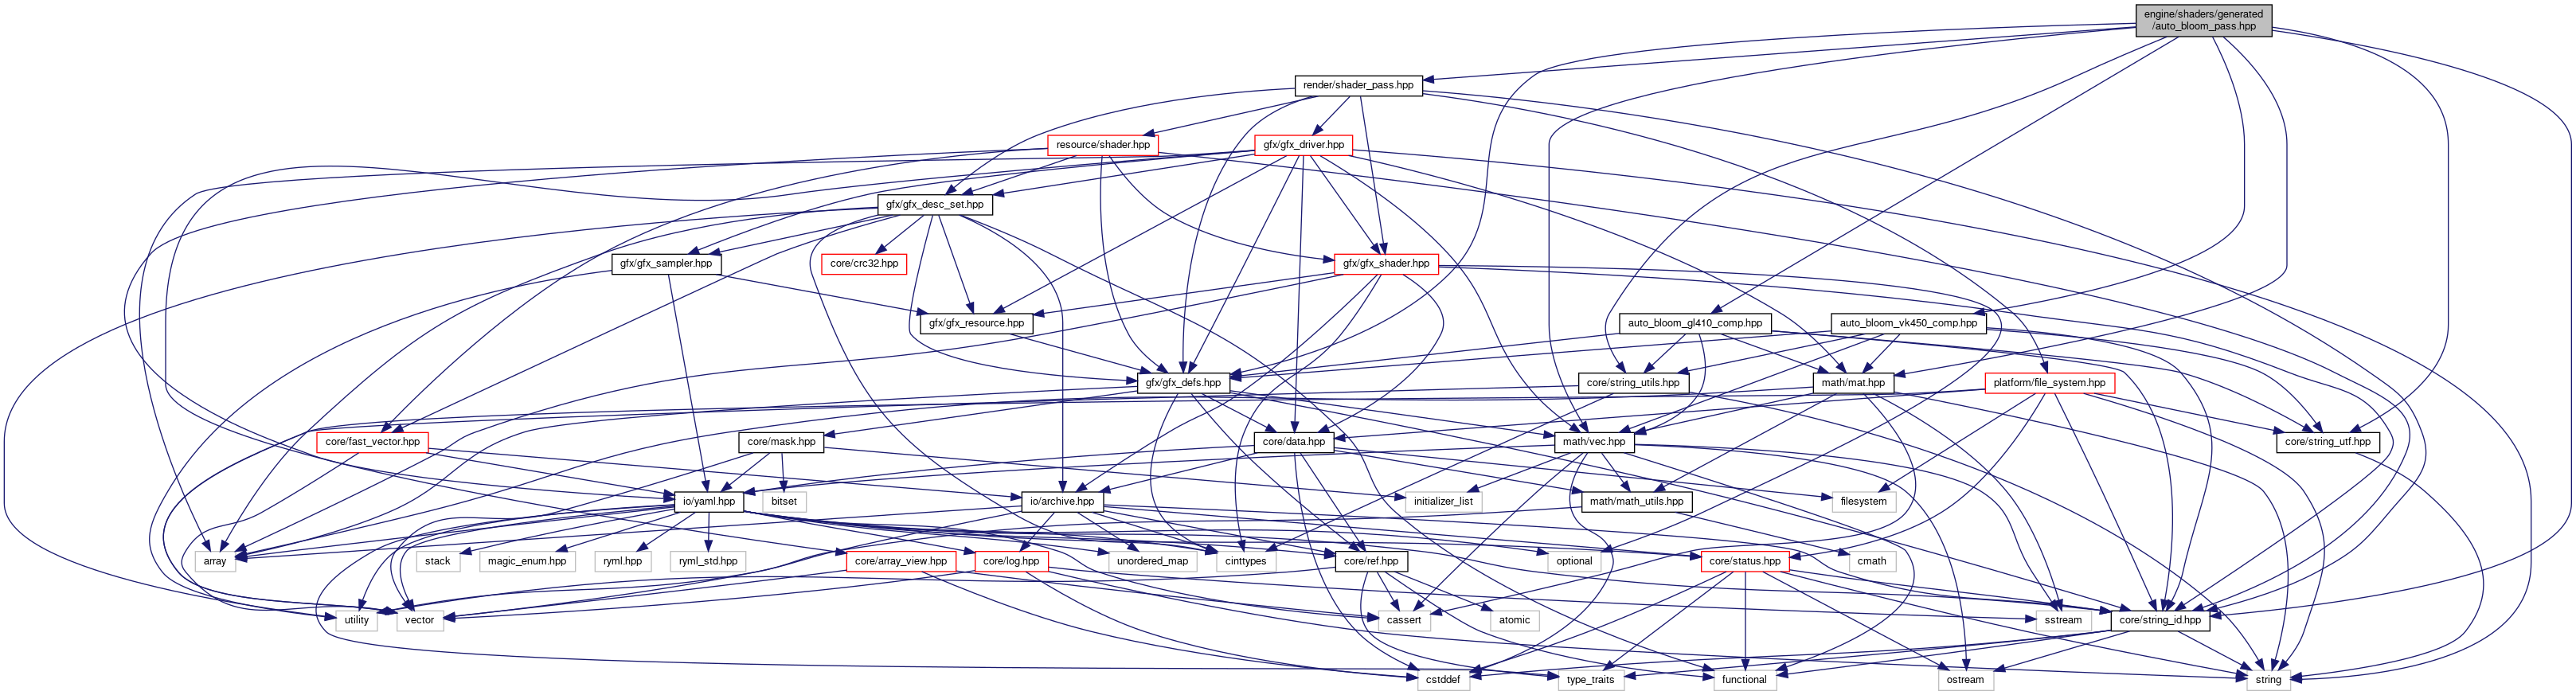 engine/shaders/generated
/auto_bloom_pass.hpp
render/shader_pass.hpp
resource/shader.hpp
gfx/gfx_driver.hpp
gfx/gfx_desc_set.hpp
gfx/gfx_sampler.hpp
core/crc32.hpp
gfx/gfx_shader.hpp
gfx/gfx_resource.hpp
auto_bloom_gl410_comp.hpp
auto_bloom_vk450_comp.hpp
gfx/gfx_defs.hpp
core/string_utils.hpp
math/mat.hpp
platform/file_system.hpp
core/fast_vector.hpp
core/mask.hpp
core/data.hpp
math/vec.hpp
core/string_utf.hpp
io/yaml.hpp
bitset
io/archive.hpp
initializer_list
math/math_utils.hpp
filesystem
array
stack
magic_enum.hpp
ryml.hpp
ryml_std.hpp
core/array_view.hpp
core/log.hpp
unordered_map
cinttypes
core/ref.hpp
optional
core/status.hpp
cmath
utility
vector
cassert
atomic
sstream
core/string_id.hpp
cstddef
type_traits
functional
ostream
string